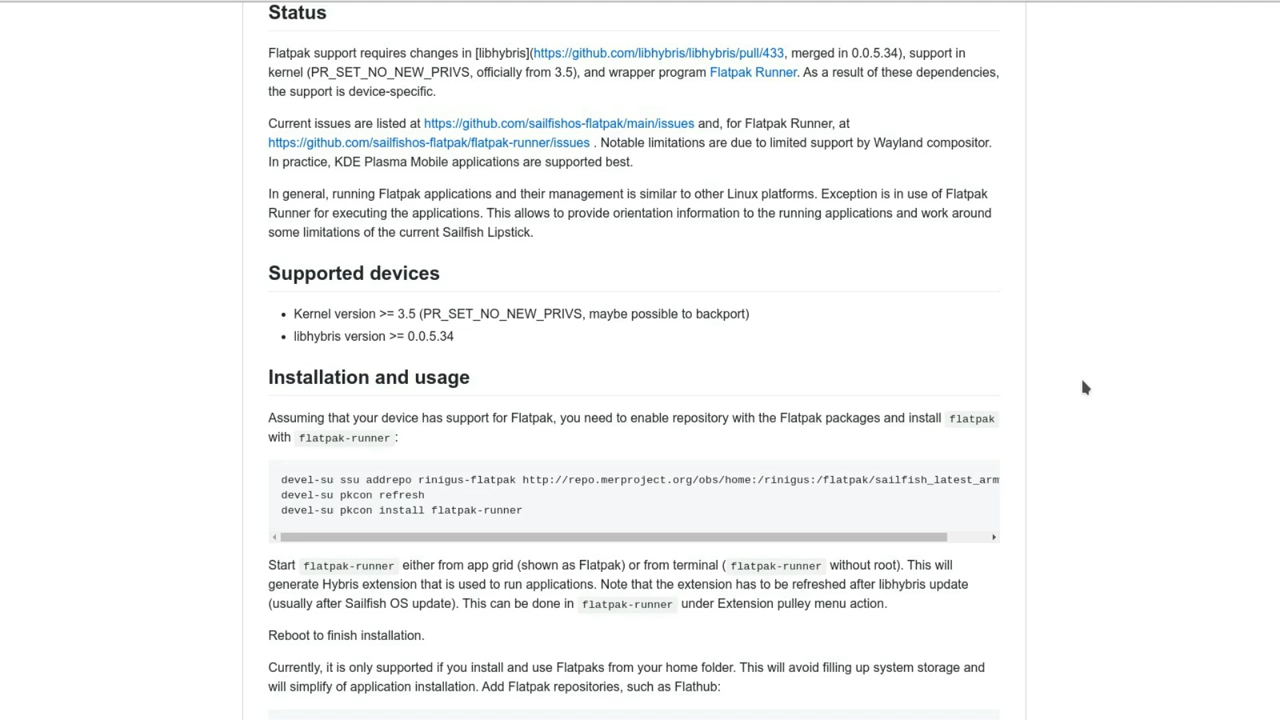 Status
Flatpak support requires changes in [libhybris](https://github.com/libhybris/libhybris/pull/433, merged in 0.0.5.34), support in
kernel (PR_SET_NO_NEW_PRIVS, officially from 3.5), and wrapper program Flatpak Runner. As a result of these dependencies,
the support is device-specific.
Current issues are listed at https://github.com/sailfishos-flatpak/main/issues and, for Flatpak Runner, at
https://github.com/sailfishos-flatpak/flatpak-runner/issues . Notable limitations are due to limited support by Wayland compositor.
In practice, KDE Plasma Mobile applications are supported best.
In general, running Flatpak applications and their management is similar to other Linux platforms. Exception is in use of Flatpak
Runner for executing the applications. This allows to provide orientation information to the running applications and work around
some limitations of the current Sailfish Lipstick.
Supported devices
• Kernel version >= 3.5 (PR_SET_NO_NEW_PRIVS, maybe possible to backport)
• libhybris version >= 0.0.5.34
Installation and usage
Assuming that your device has support for Flatpak, you need to enable repository with the Flatpak packages and install flatpak
with flatpak-runner :
devel-su ssu addrepo rinigus-flatpak http://repo.merproject.org/obs/home:/rinigus:/flatpak/sailfish_latest_arm
devel-su pkcon refresh
devel-su pkcon install flatpak-runner
Start flatpak-runner either from app grid (shown as Flatpak) or from terminal ( flatpak-runner without root). This will
generate Hybris extension that is used to run applications. Note that the extension has to be refreshed after libhybris update
(usually after Sailfish OS update). This can be done in flatpak-runner under Extension pulley menu action.
Reboot to finish installation.
Currently, it is only supported if you install and use Flatpaks from your home folder. This will avoid filling up system storage and
will simplify of application installation. Add Flatpak repositories, such as Flathub: